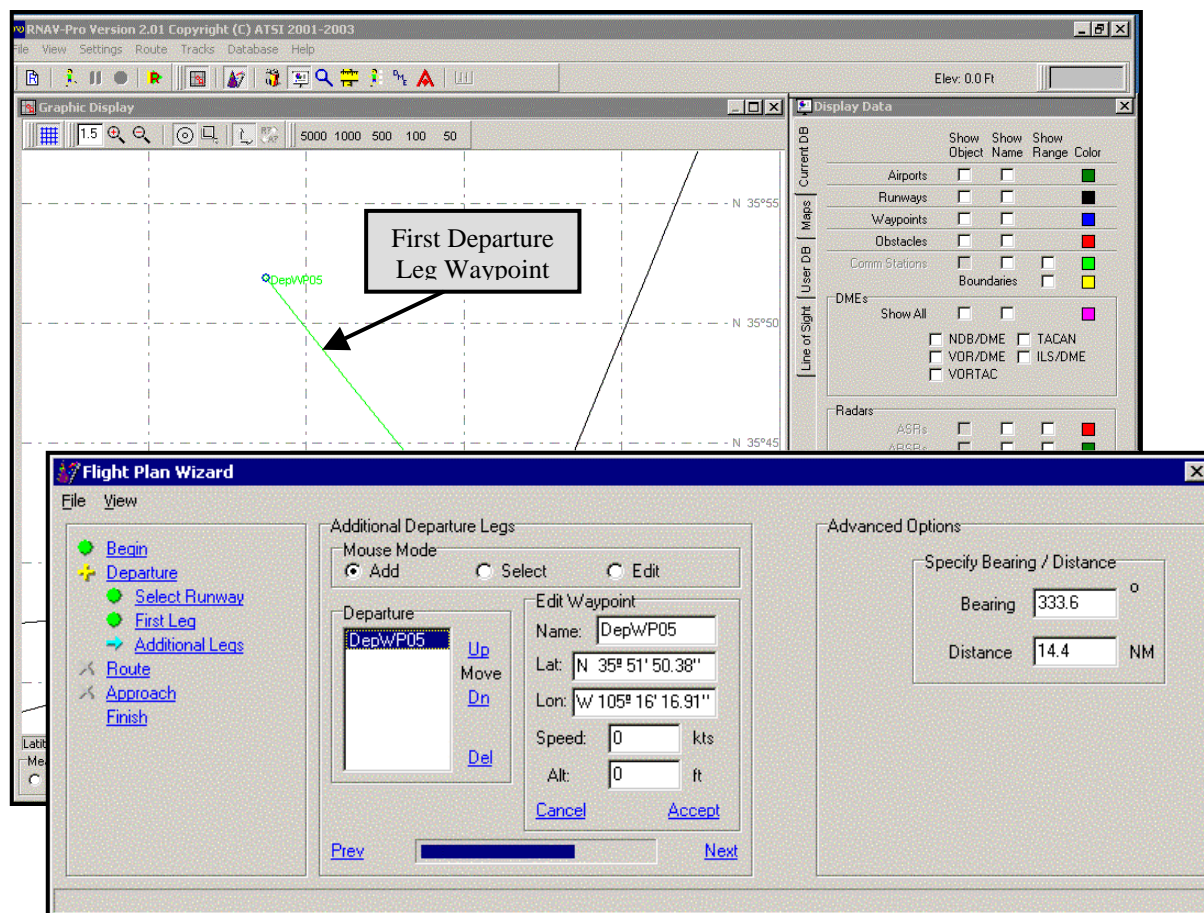 RNAV-Pro Version 2.01 Copyright (C) ATSI 2001-2003
File View Settings Route Tracks Database Help
Elev: 0.0 Ft
Graphic Display
1.5
5000 1000 500 100 50
N 35º55
N 35º50
N 35º45
First Departure
Leg Waypoint
DepWP05
Display Data
Current DB
Maps
User DB
Line of Sight
Show Show Show
Object Name Range Color
Airports
Runways
Waypoints
Obstacles
Comm Stations
Boundaries
DMEs
Show All
NDB/DME TACAN
VOR/DME ILS/DME
VORTAC
Radars
ASRs
ARSRs
Latit
Mea
Flight Plan Wizard
File View
Begin
Departure
Select Runway
First Leg
Additional Legs
Route
Approach
Finish
Additional Departure Legs
Mouse Mode
Add Select Edit
Departure
DepWP05
Up
Move
Dn
Del
Edit Waypoint
Name: DepWP05
Lat: N 35º 51' 50.38''
Lon: W 105º 16' 16.91''
Speed: 0 kts
Alt: 0 ft
Cancel Accept
Prev Next
Advanced Options
Specify Bearing / Distance
Bearing 333.6 º
Distance 14.4 NM